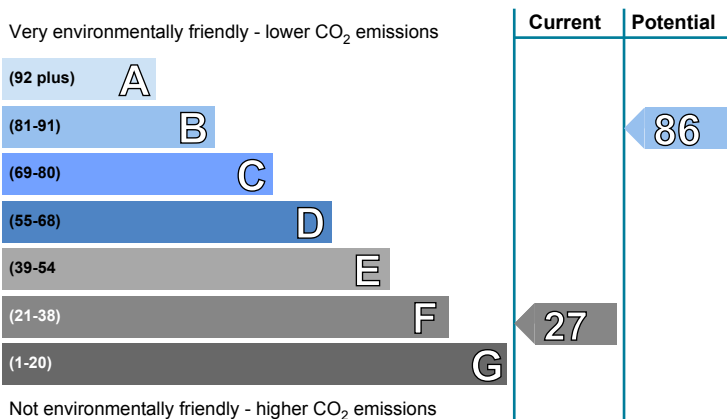 Current Potential
Very environmentally friendly - lower CO2 emissions
(92 plus) A
(81-91) B 86
(69-80) C
(55-68) D
(39-54 E
(21-38) F 27
(1-20) G
Not environmentally friendly - higher CO2 emissions